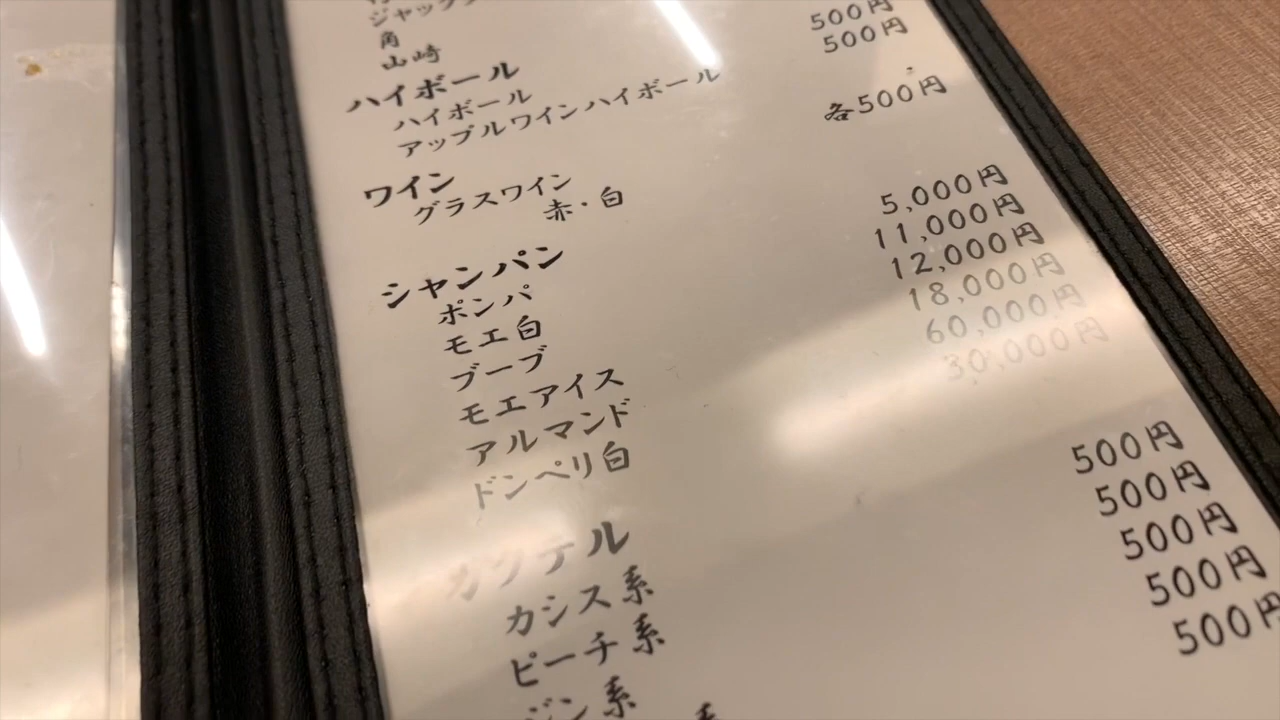 ジャック
角
山崎
ハイボール
ハイボール 500円
アップルワインハイボール 500円
ワイン
グラスワイン
赤・白 各500円
シャンパン
ポンパ 5,000円
モエ白 11,000円
ブーブ 12,000円
モエアイス 18,000円
アルマンド 60,000円
ドンペリ白 30,000円
カクテル
カシス系 500円
ピーチ系 500円
ジン系 500円
500円
500円